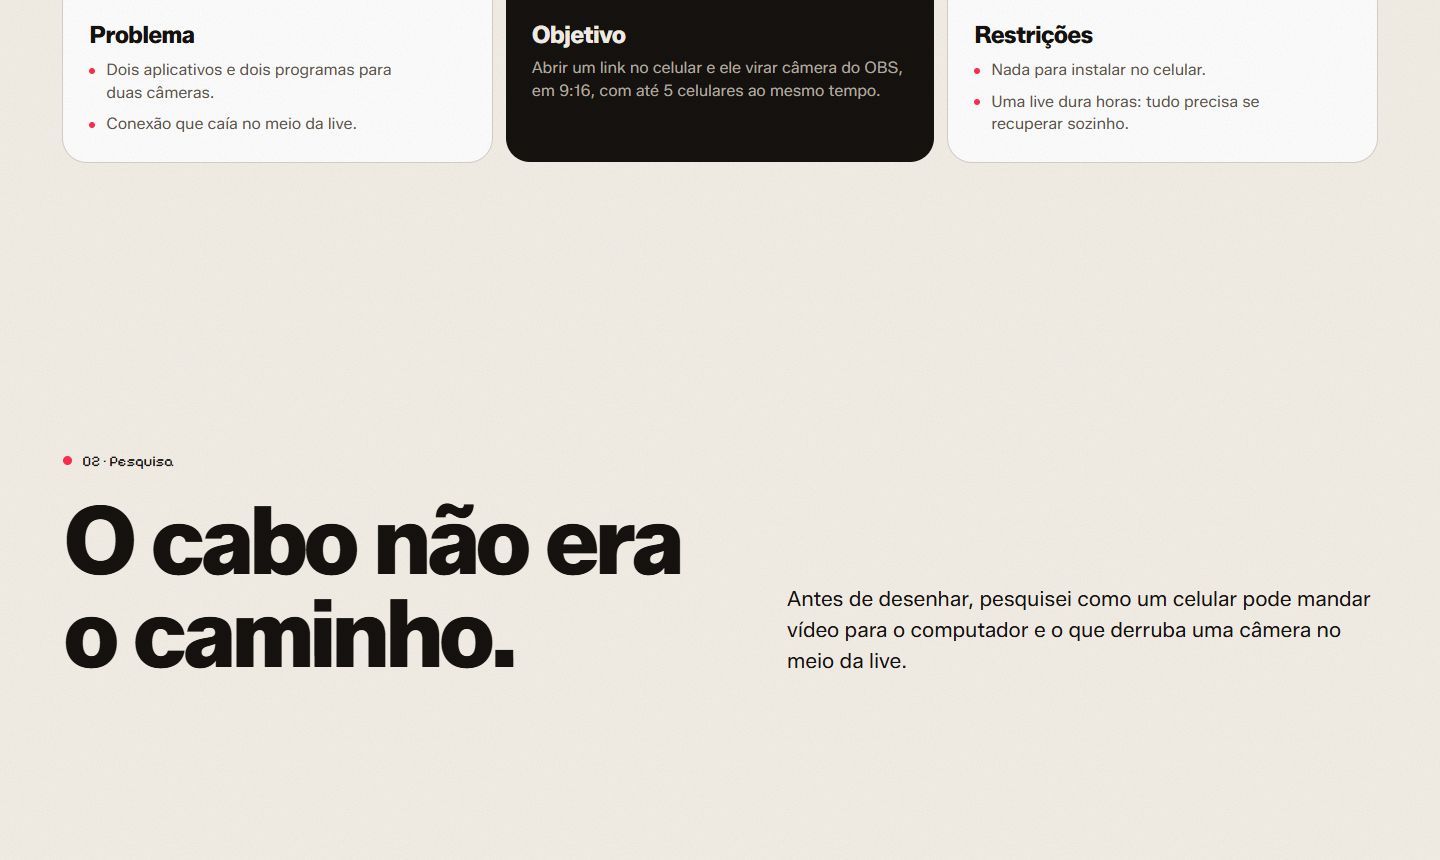 Problema
Dois aplicativos e dois programas para
duas câmeras.
Conexão que caía no meio da live.
Objetivo
Abrir um link no celular e ele virar câmera do OBS,
em 9:16, com até 5 celulares ao mesmo tempo.
Restrições
Nada para instalar no celular.
Uma live dura horas: tudo precisa se
recuperar sozinho.
02 · Pesquisa
O cabo não era
o caminho.
Antes de desenhar, pesquisei como um celular pode mandar
vídeo para o computador e o que derruba uma câmera no
meio da live.